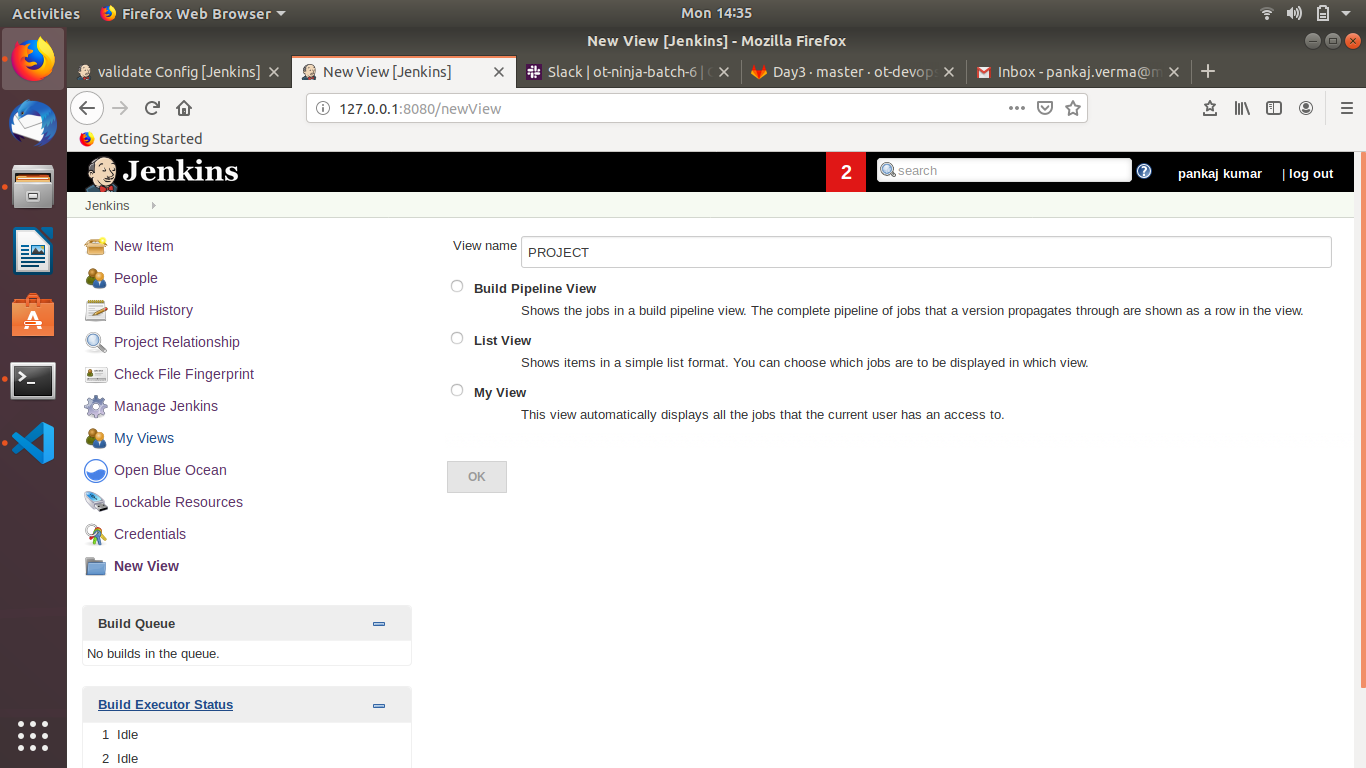 Activities Firefox Web Browser Mon 14:35
New View [Jenkins] - Mozilla Firefox
validate Config [Jenkins] New View [Jenkins] Slack | ot-ninja-batch-6 | Day3 · master · ot-devops Inbox - pankaj.verma@m
127.0.0.1:8080/newView
Getting Started
Jenkins 2 search pankaj kumar | log out
Jenkins
New Item
People
Build History
Project Relationship
Check File Fingerprint
Manage Jenkins
My Views
Open Blue Ocean
Lockable Resources
Credentials
New View
Build Queue
No builds in the queue.
Build Executor Status
1 Idle
2 Idle
View name PROJECT
Build Pipeline View
Shows the jobs in a build pipeline view. The complete pipeline of jobs that a version propagates through are shown as a row in the view.
List View
Shows items in a simple list format. You can choose which jobs are to be displayed in which view.
My View
This view automatically displays all the jobs that the current user has an access to.
OK